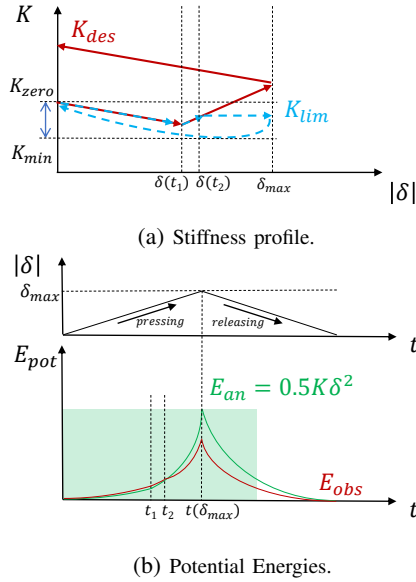 K
K_des
K_zero
K_lim
K_min
δ(t_1) δ(t_2) δ_max
|δ|
(a) Stiffness profile.
|δ|
δ_max
pressing releasing
t
E_pot
E_an = 0.5Kδ^2
E_obs
t_1 t_2 t(δ_max)
t
(b) Potential Energies.